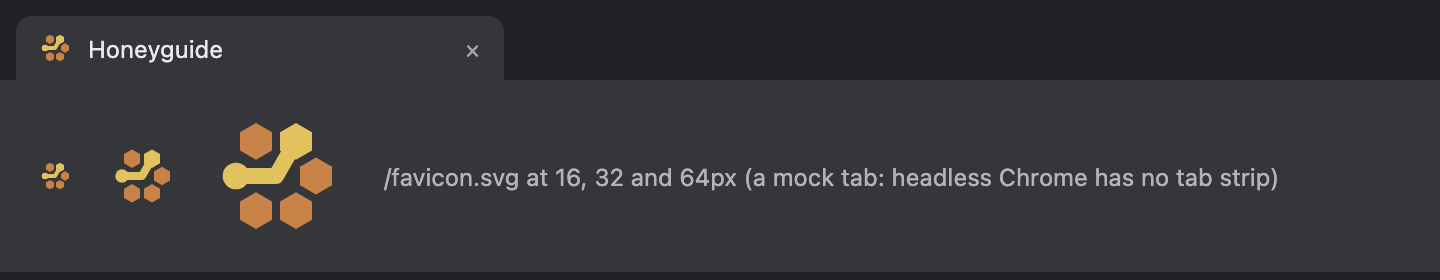 Honeyguide ×
/favicon.svg at 16, 32 and 64px (a mock tab: headless Chrome has no tab strip)